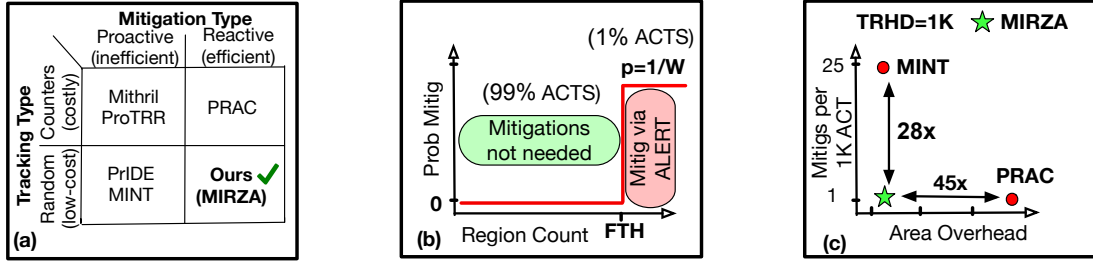 Mitigation Type
Proactive
(inefficient)
Reactive
(efficient)
Tracking Type
Counters
(costly)
Mithril
ProTRR
PRAC
Random
(low-cost)
PrIDE
MINT
Ours
(MIRZA)
(a)
(1% ACTS)
p=1/W
(99% ACTS)
Prob Mitig
Mitigations
not needed
Mitig via
ALERT
0
(b)
Region Count
FTH
TRHD=1K
MIRZA
25
MINT
Mitigs per
1K ACT
28x
PRAC
45x
1
(c)
Area Overhead